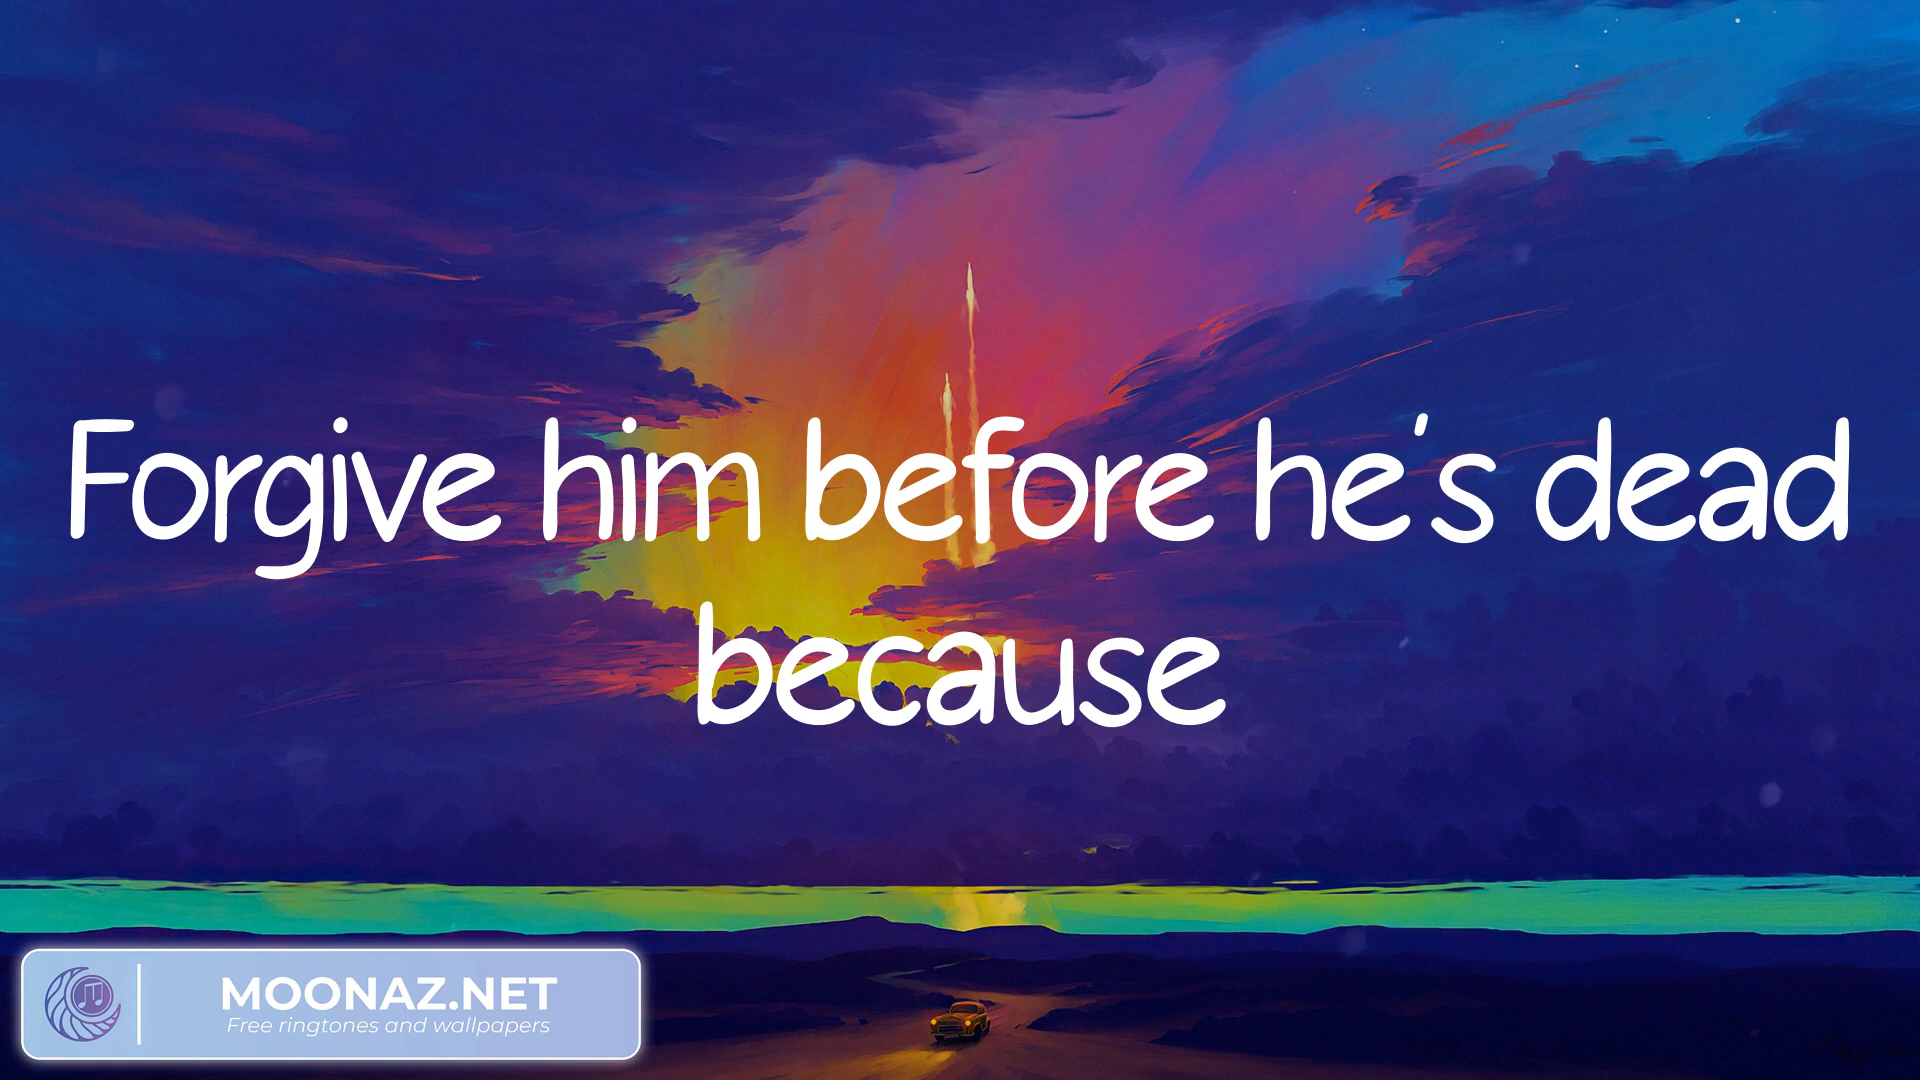 Forgive him before he's dead
because
MOONAZ.NET
Free ringtones and wallpapers